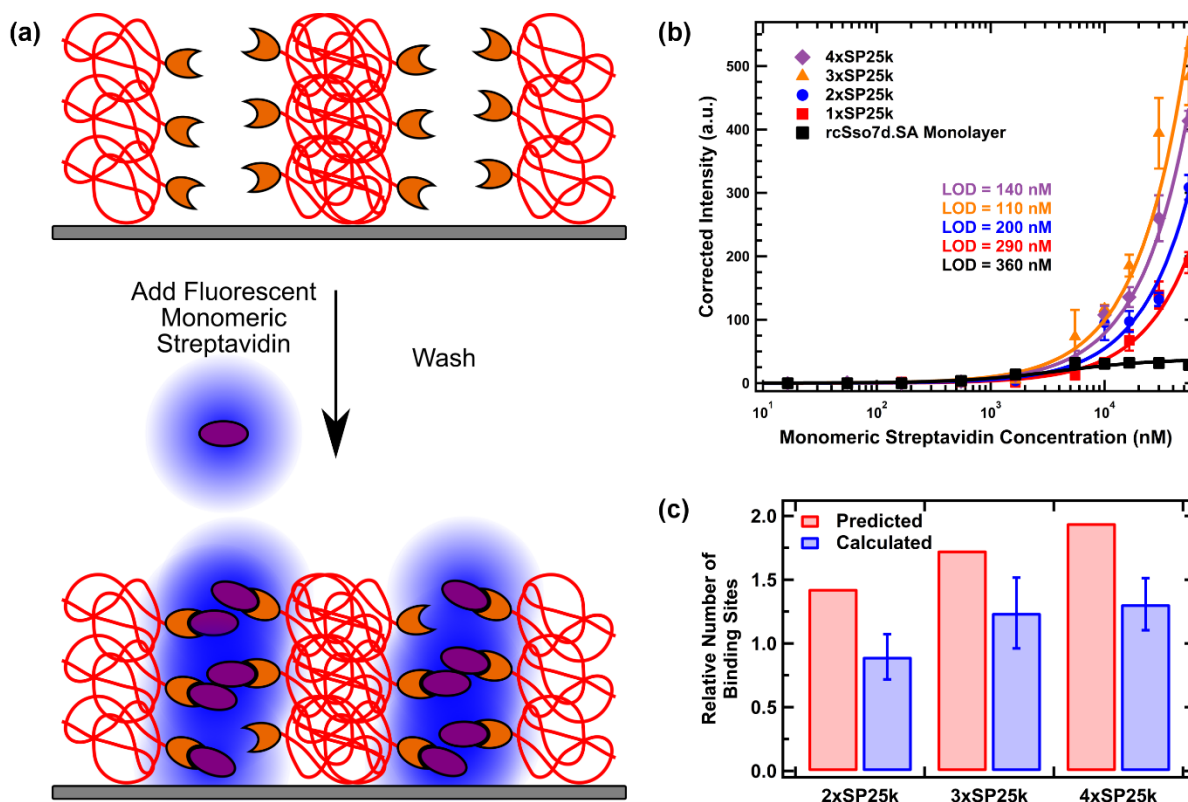 (a)
Add Fluorescent
Monomeric
Streptavidin
Wash
(b)
Corrected Intensity (a.u.)
500
400
300
200
100
0
4xSP25k
3xSP25k
2xSP25k
1xSP25k
rcSso7d.SA Monolayer
LOD = 140 nM
LOD = 110 nM
LOD = 200 nM
LOD = 290 nM
LOD = 360 nM
10¹ 10² 10³ 10⁴
Monomeric Streptavidin Concentration (nM)
(c)
Relative Number of
Binding Sites
2.0
1.5
1.0
0.5
0.0
Predicted
Calculated
2xSP25k 3xSP25k 4xSP25k